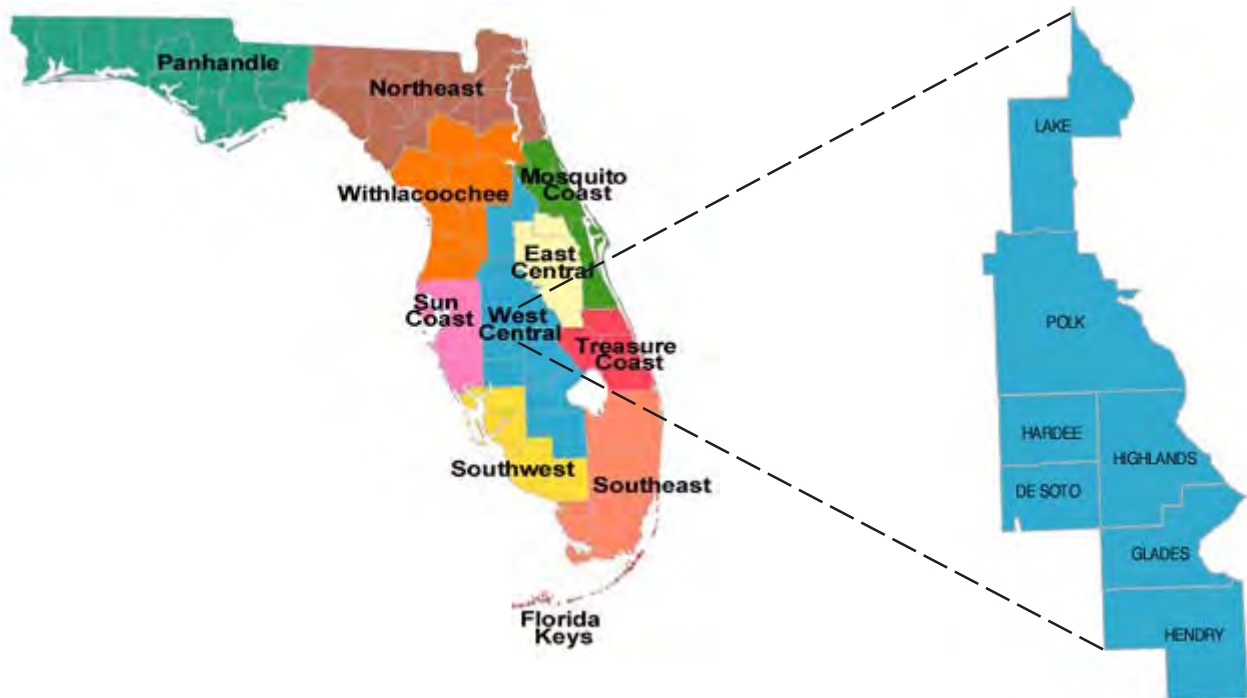 Panhandle
Northeast
Mosquito
Coast
Withlacoochee
East
Central
Sun
Coast
West
Central
Treasure
Coast
Southwest
Southeast
Florida
Keys
LAKE
POLK
HARDEE
HIGHLANDS
DE SOTO
GLADES
HENDRY